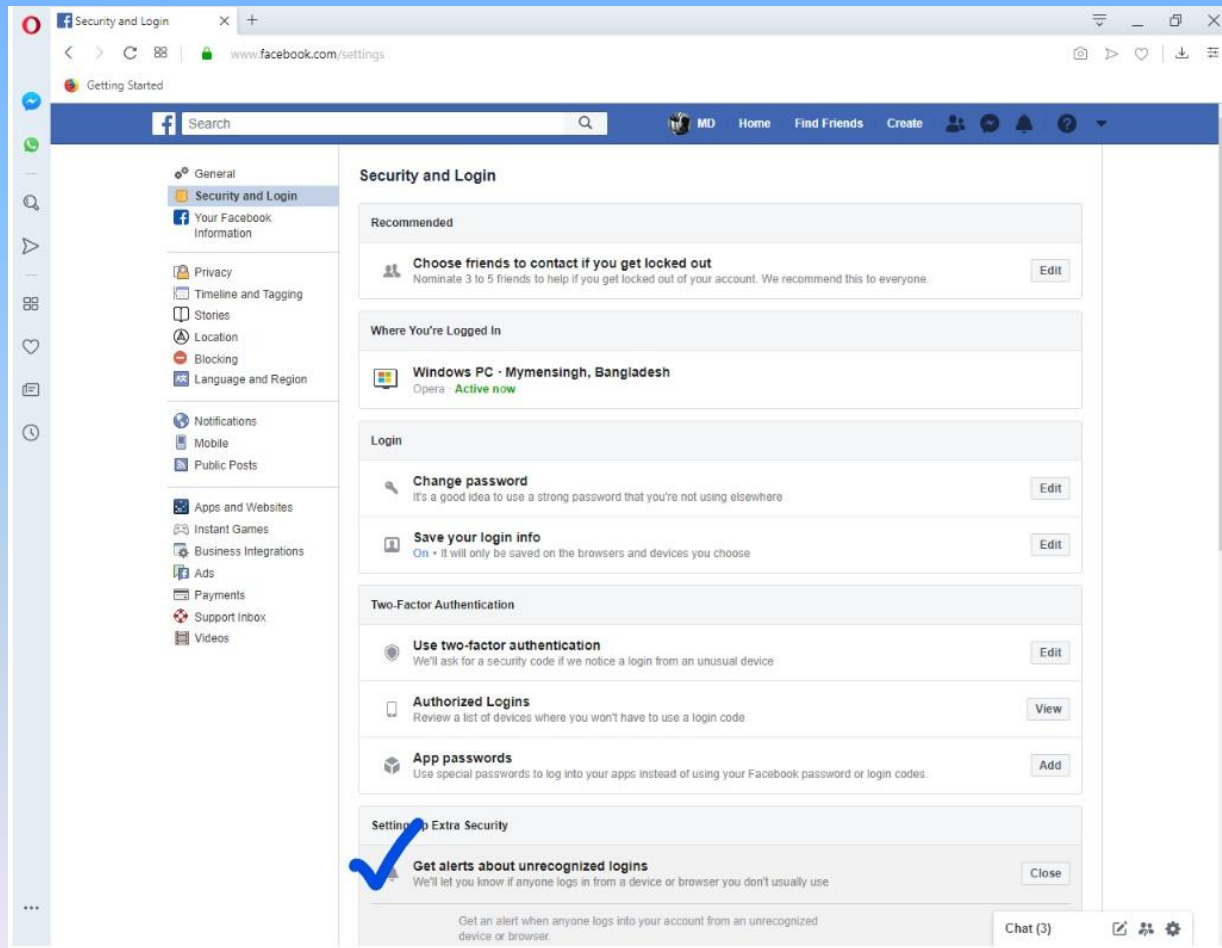 Security and Login
www.facebook.com/settings
Getting Started
Search
MD Home Find Friends Create
General
Security and Login
Your Facebook
Information
Privacy
Timeline and Tagging
Stories
Location
Blocking
Language and Region
Notifications
Mobile
Public Posts
Apps and Websites
Instant Games
Business Integrations
Ads
Payments
Support Inbox
Videos
Security and Login
Recommended
Choose friends to contact if you get locked out
Nominate 3 to 5 friends to help if you get locked out of your account. We recommend this to everyone.
Edit
Where You're Logged In
Windows PC · Mymensingh, Bangladesh
Opera · Active now
Login
Change password
It's a good idea to use a strong password that you're not using elsewhere
Edit
Save your login info
On • It will only be saved on the browsers and devices you choose
Edit
Two-Factor Authentication
Use two-factor authentication
We'll ask for a security code if we notice a login from an unusual device
Edit
Authorized Logins
Review a list of devices where you won't have to use a login code
View
App passwords
Use special passwords to log into your apps instead of using your Facebook password or login codes.
Add
Setting Up Extra Security
Get alerts about unrecognized logins
We'll let you know if anyone logs in from a device or browser you don't usually use
Close
Get an alert when anyone logs into your account from an unrecognized
device or browser.
Chat (3)